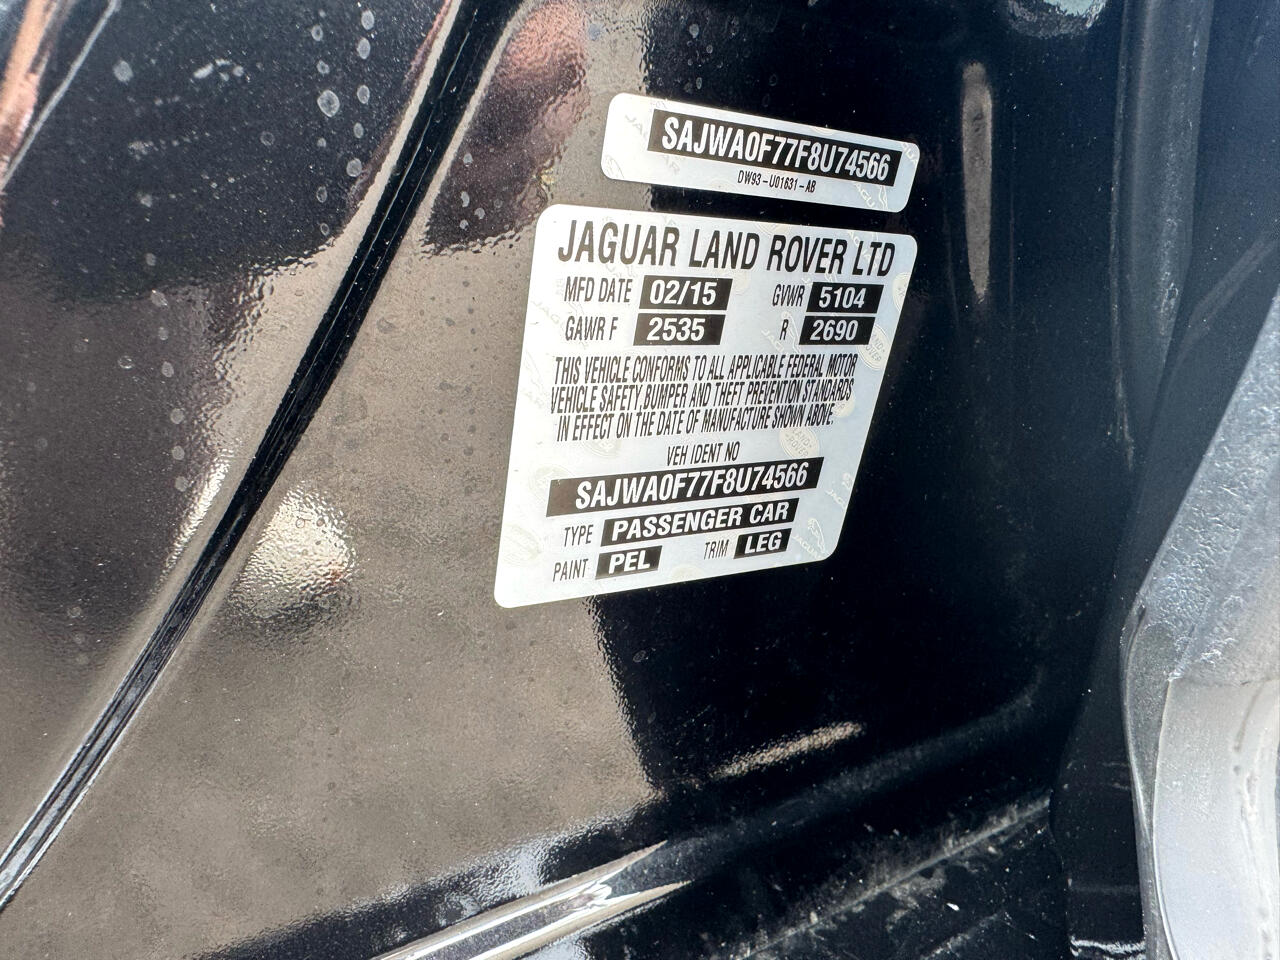 SAJWA0F77F8U74566
DW93-U01631-AB
JAGUAR LAND ROVER LTD
MFD DATE 02/15 GVWR 5104
GAWR F 2535 R 2690
THIS VEHICLE CONFORMS TO ALL APPLICABLE FEDERAL MOTOR
VEHICLE SAFETY, BUMPER AND THEFT PREVENTION STANDARDS
IN EFFECT ON THE DATE OF MANUFACTURE SHOWN ABOVE.
VEH IDENT NO
SAJWA0F77F8U74566
TYPE PASSENGER CAR
PAINT PEL TRIM LEG